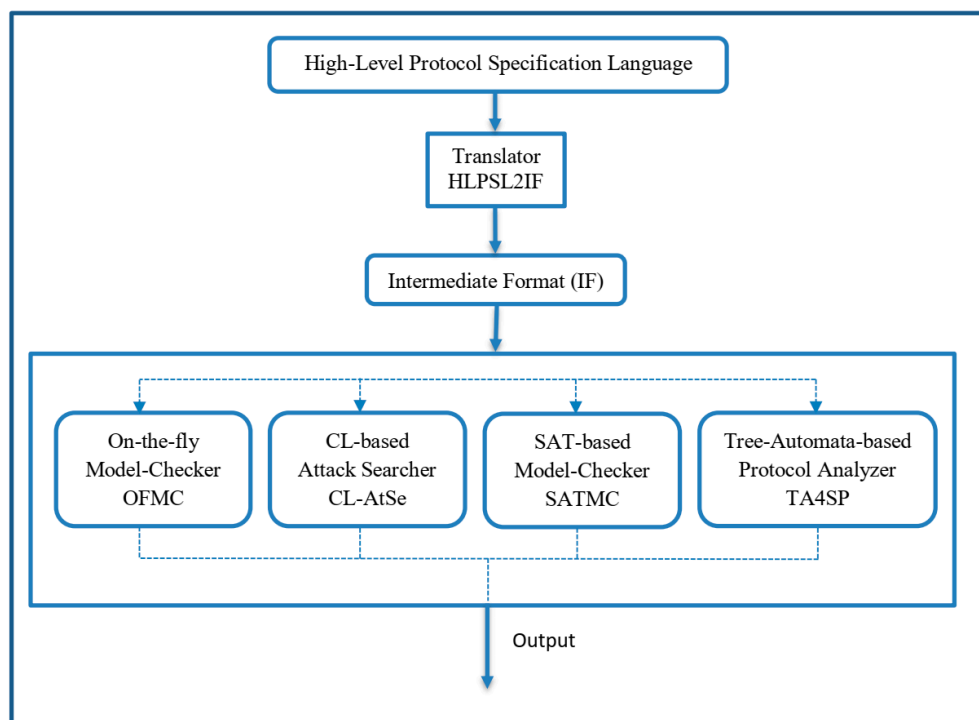 High-Level Protocol Specification Language
Translator
HLPSL2IF
Intermediate Format (IF)
On-the-fly
Model-Checker
OFMC
CL-based
Attack Searcher
CL-AtSe
SAT-based
Model-Checker
SATMC
Tree-Automata-based
Protocol Analyzer
TA4SP
Output